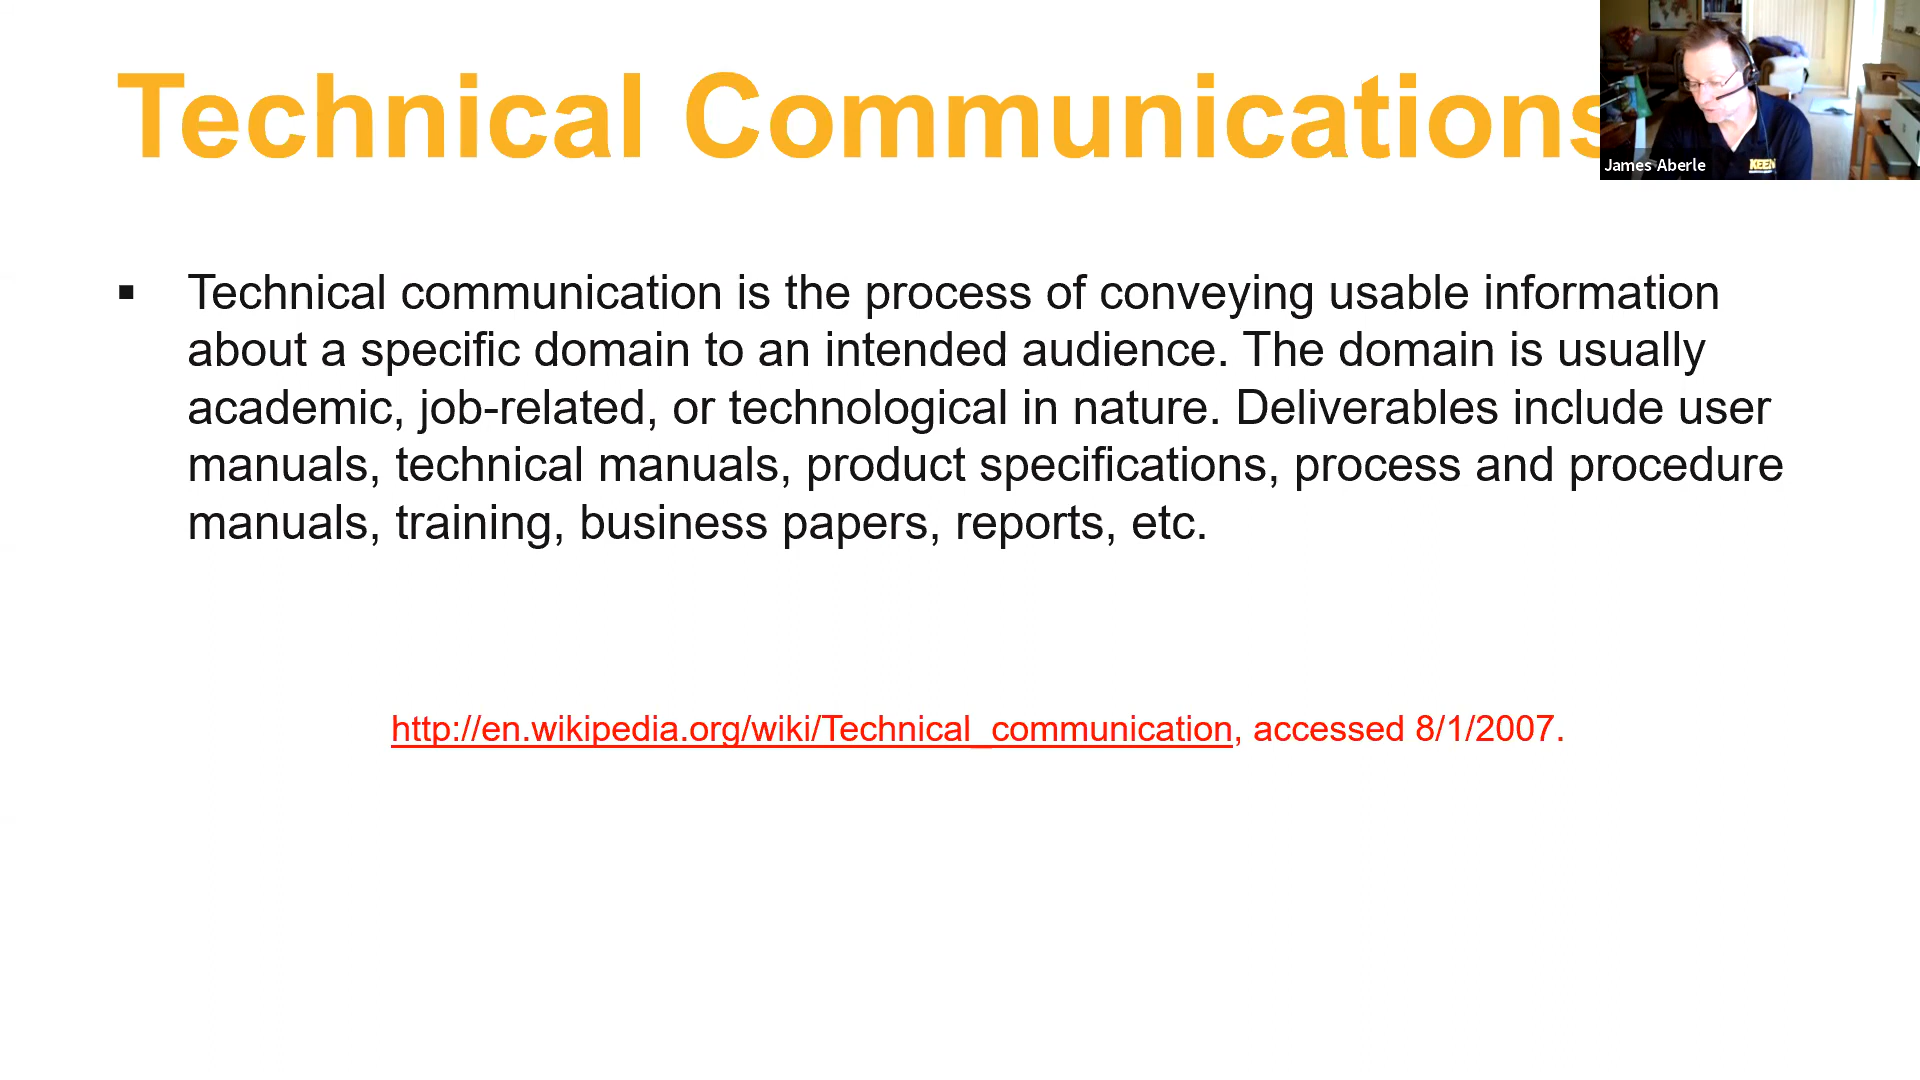 Technical Communications
James Aberle
KEEN
▪ Technical communication is the process of conveying usable information
about a specific domain to an intended audience. The domain is usually
academic, job-related, or technological in nature. Deliverables include user
manuals, technical manuals, product specifications, process and procedure
manuals, training, business papers, reports, etc.
http://en.wikipedia.org/wiki/Technical_communication, accessed 8/1/2007.